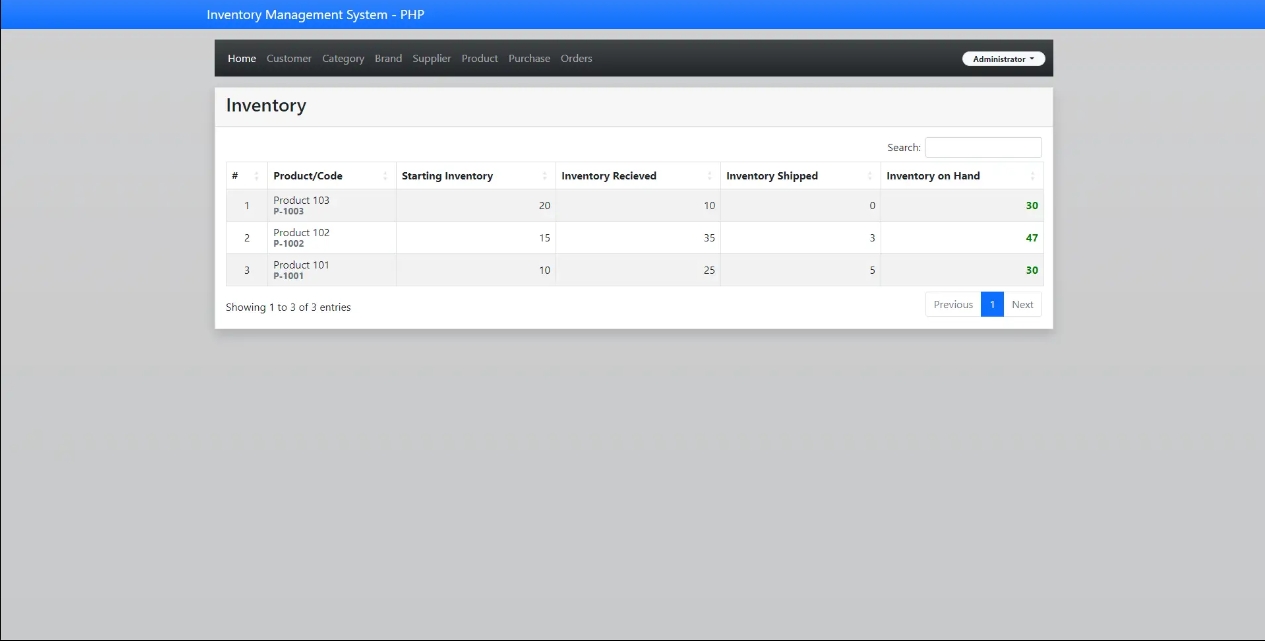 Inventory Management System - PHP
Home Customer Category Brand Supplier Product Purchase Orders Administrator
Inventory
Search:
# Product/Code Starting Inventory Inventory Recieved Inventory Shipped Inventory on Hand
1 Product 103 20 10 0 30
P-1003
2 Product 102 15 35 3 47
P-1002
3 Product 101 10 25 5 30
P-1001
Showing 1 to 3 of 3 entries
Previous 1 Next